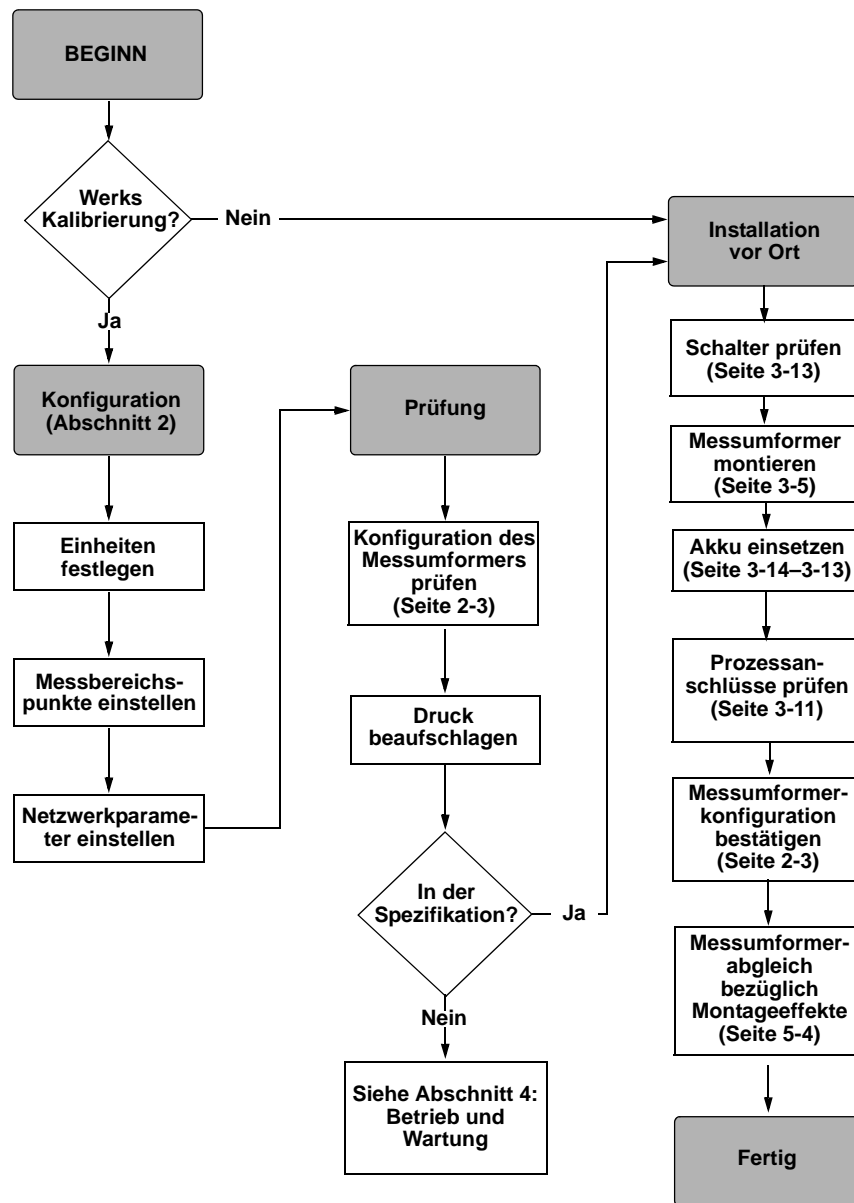 BEGINN
Werks
Kalibrierung?
Nein
Ja
Konfiguration
(Abschnitt 2)
Einheiten
festlegen
Messbereichs-
punkte einstellen
Netzwerkparame-
ter einstellen
Prüfung
Konfiguration des
Messumformers
prüfen
(Seite 2-3)
Druck
beaufschlagen
In der
Spezifikation?
Ja
Nein
Siehe Abschnitt 4:
Betrieb und
Wartung
Installation
vor Ort
Schalter prüfen
(Seite 3-13)
Messumformer
montieren
(Seite 3-5)
Akku einsetzen
(Seite 3-14–3-13)
Prozessan-
schlüsse prüfen
(Seite 3-11)
Messumformer-
konfiguration
bestätigen
(Seite 2-3)
Messumformer-
abgleich
bezüglich
Montageeffekte
(Seite 5-4)
Fertig